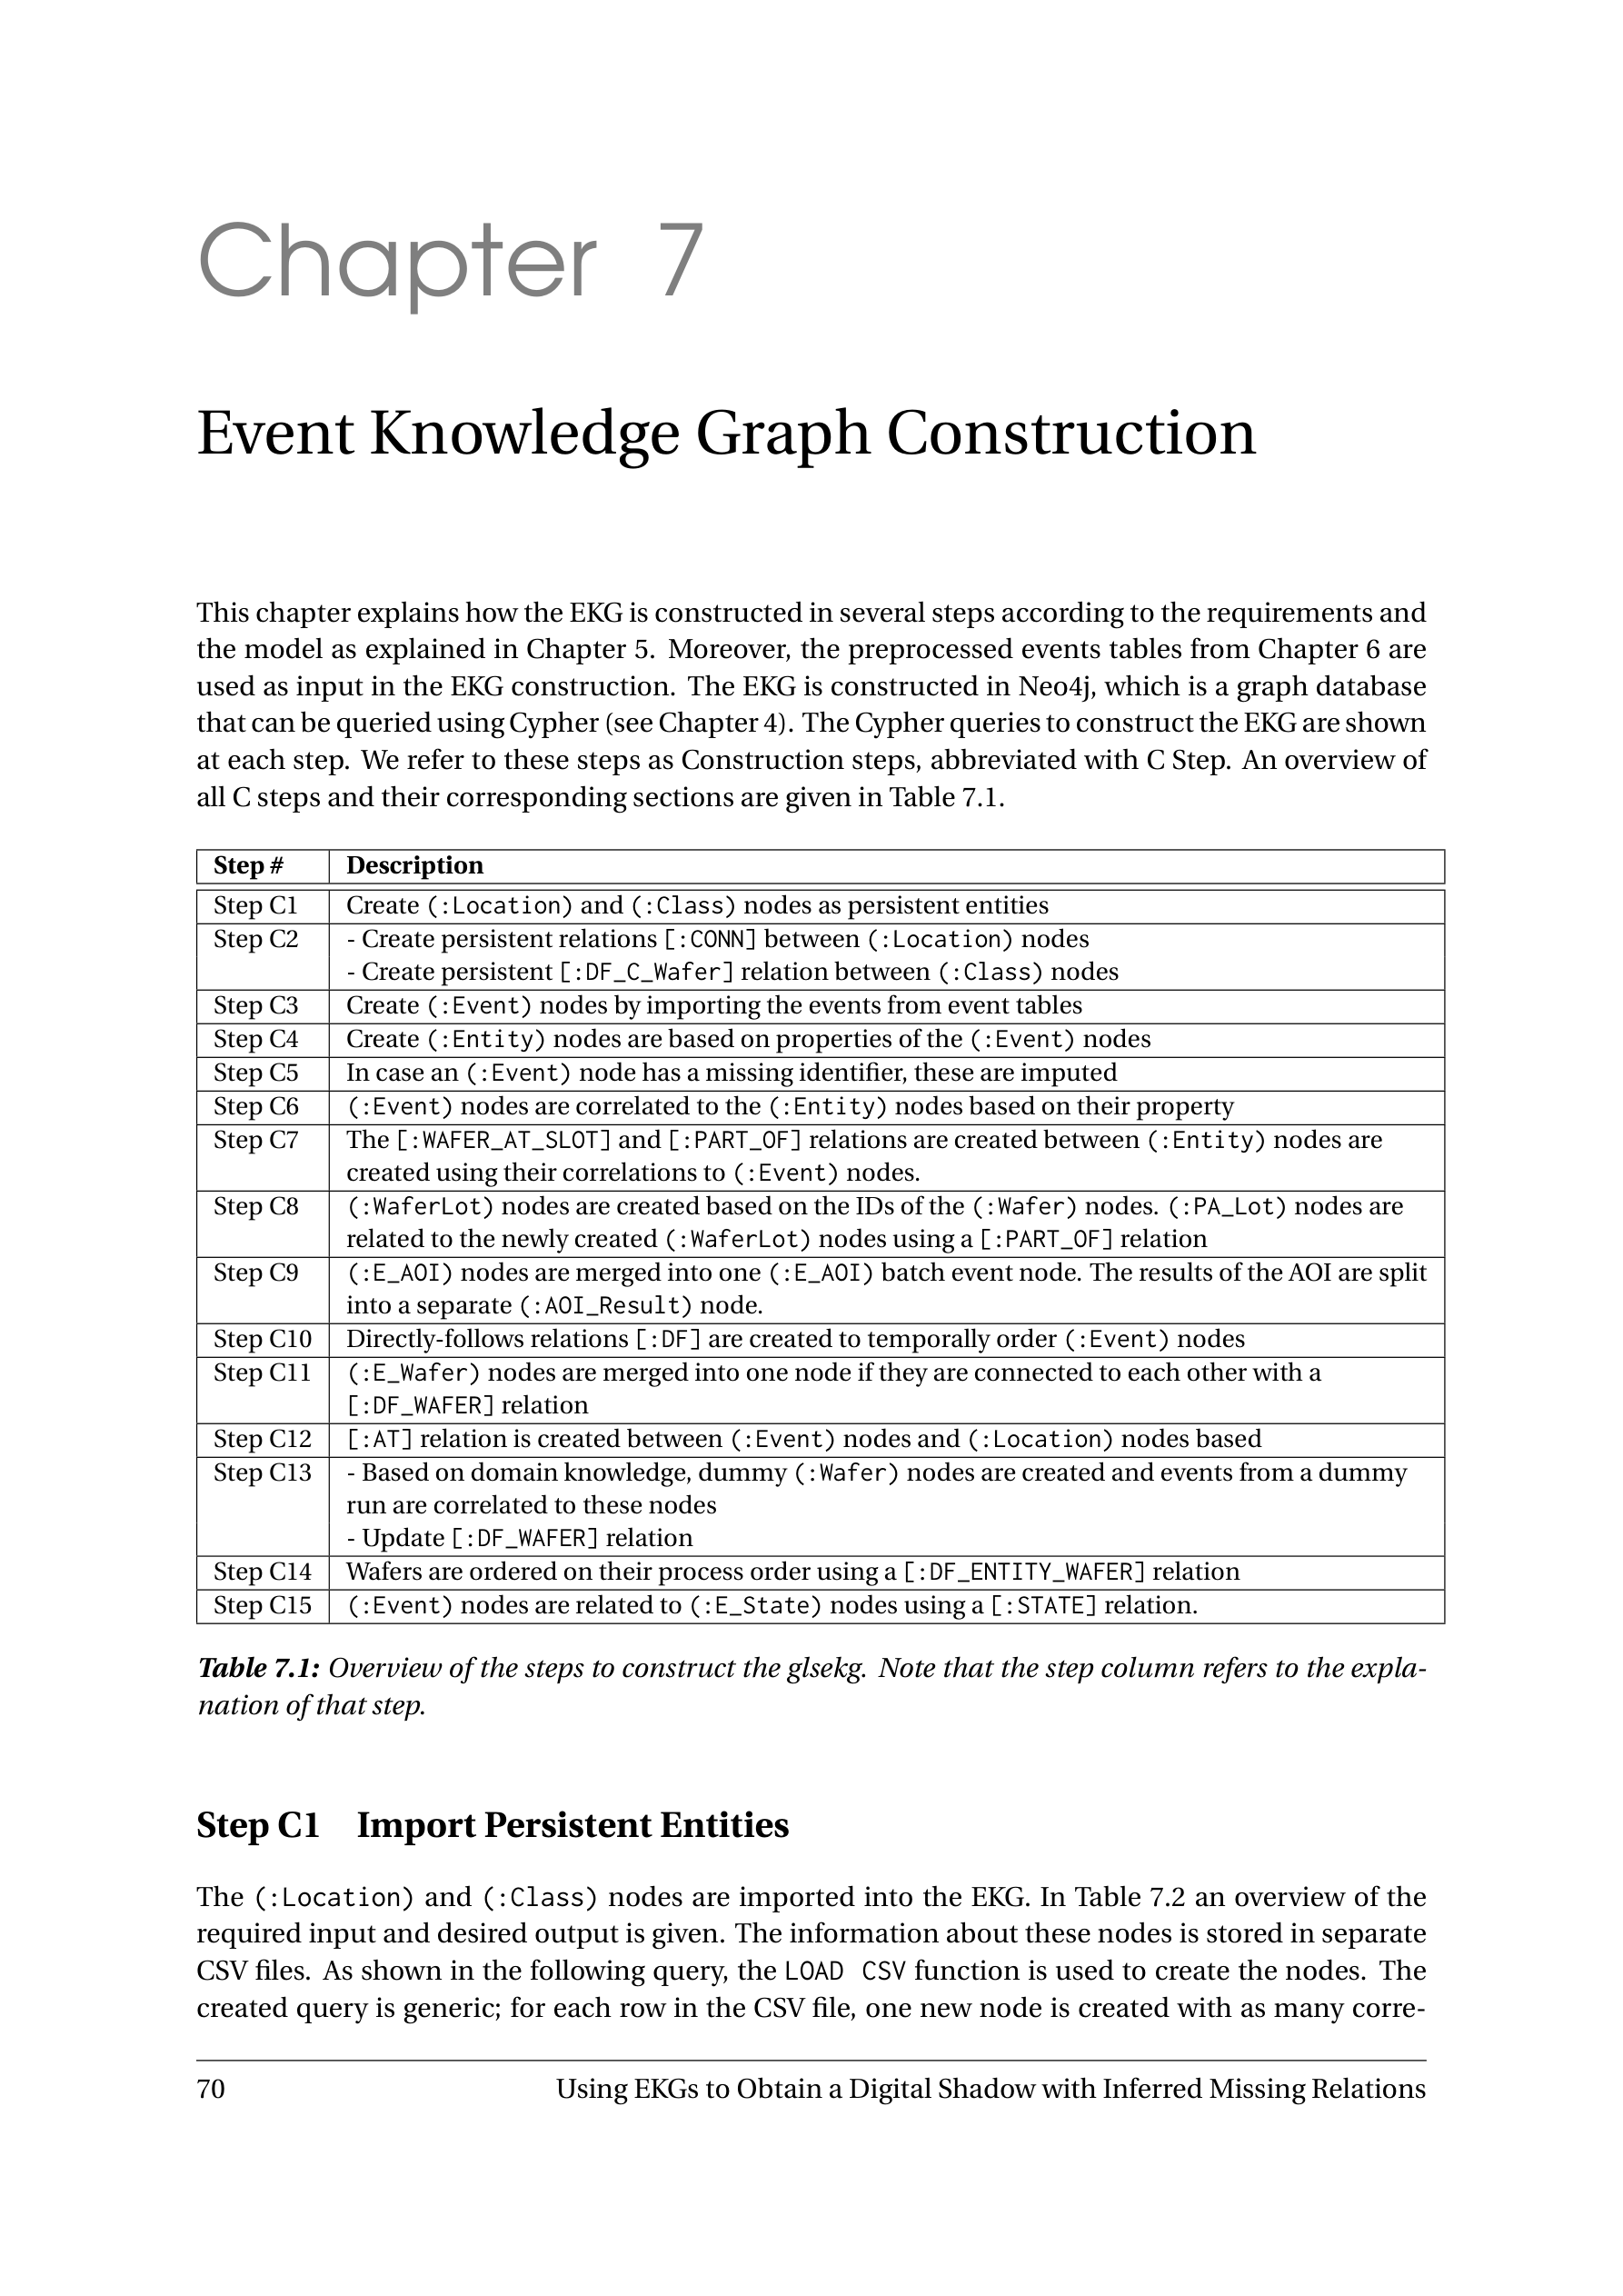 Chapter 7
Event Knowledge Graph Construction
This chapter explains how the EKG is constructed in several steps according to the requirements and
the model as explained in Chapter 5. Moreover, the preprocessed events tables from Chapter 6 are
used as input in the EKG construction. The EKG is constructed in Neo4j, which is a graph database
that can be queried using Cypher (see Chapter 4). The Cypher queries to construct the EKG are shown
at each step. We refer to these steps as Construction steps, abbreviated with C Step. An overview of
all C steps and their corresponding sections are given in Table 7.1.
Step # Description
Step C1 Create (:Location) and (:Class) nodes as persistent entities
Step C2 - Create persistent relations [:CONN] between (:Location) nodes
- Create persistent [:DF_C_Wafer] relation between (:Class) nodes
Step C3 Create (:Event) nodes by importing the events from event tables
Step C4 Create (:Entity) nodes are based on properties of the (:Event) nodes
Step C5 In case an (:Event) node has a missing identifier, these are imputed
Step C6 (:Event) nodes are correlated to the (:Entity) nodes based on their property
Step C7 The [:WAFER_AT_SLOT] and [:PART_OF] relations are created between (:Entity) nodes are
created using their correlations to (:Event) nodes.
Step C8 (:WaferLot) nodes are created based on the IDs of the (:Wafer) nodes. (:PA_Lot) nodes are
related to the newly created (:WaferLot) nodes using a [:PART_OF] relation
Step C9 (:E_AOI) nodes are merged into one (:E_AOI) batch event node. The results of the AOI are split
into a separate (:AOI_Result) node.
Step C10 Directly-follows relations [:DF] are created to temporally order (:Event) nodes
Step C11 (:E_Wafer) nodes are merged into one node if they are connected to each other with a
[:DF_WAFER] relation
Step C12 [:AT] relation is created between (:Event) nodes and (:Location) nodes based
Step C13 - Based on domain knowledge, dummy (:Wafer) nodes are created and events from a dummy
run are correlated to these nodes
- Update [:DF_WAFER] relation
Step C14 Wafers are ordered on their process order using a [:DF_ENTITY_WAFER] relation
Step C15 (:Event) nodes are related to (:E_State) nodes using a [:STATE] relation.
Table 7.1: Overview of the steps to construct the glsekg. Note that the step column refers to the expla-
nation of that step.
Step C1 Import Persistent Entities
The (:Location) and (:Class) nodes are imported into the EKG. In Table 7.2 an overview of the
required input and desired output is given. The information about these nodes is stored in separate
CSV files. As shown in the following query, the LOAD CSV function is used to create the nodes. The
created query is generic; for each row in the CSV file, one new node is created with as many corre-
70 Using EKGs to Obtain a Digital Shadow with Inferred Missing Relations